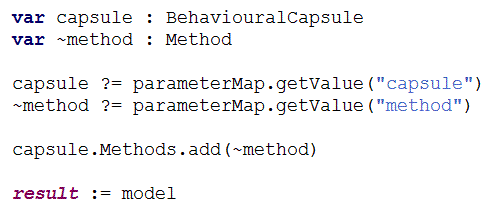 var capsule : BehaviouralCapsule
var ~method : Method
capsule ?= parameterMap.getValue("capsule")
~method ?= parameterMap.getValue("method")
capsule.Methods.add(~method)
result := model